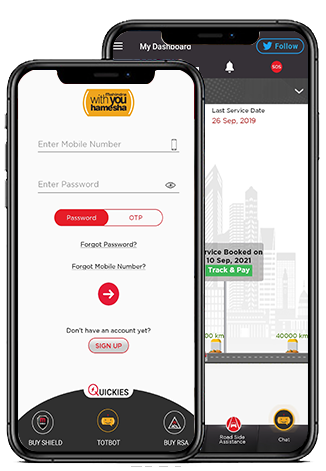 My Dashboard
Follow
SOS
Last Service Date
26 Sep, 2019
rvice Booked on
10 Sep, 2021
Track & Pay
00 km
40000 km
Road Side
Assistance
Chat
Mahindra
with you
hamesha
Enter Mobile Number
Enter Password
Password
OTP
Forgot Password?
Forgot Mobile Number?
Don't have an account yet?
SIGN UP
QUICKIES
BUY SHIELD
TOTBOT
BUY RSA